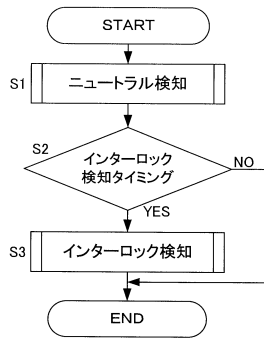 START
S1
ニュートラル検知
S2
インターロック
検知タイミング
NO
YES
S3
インターロック検知
END